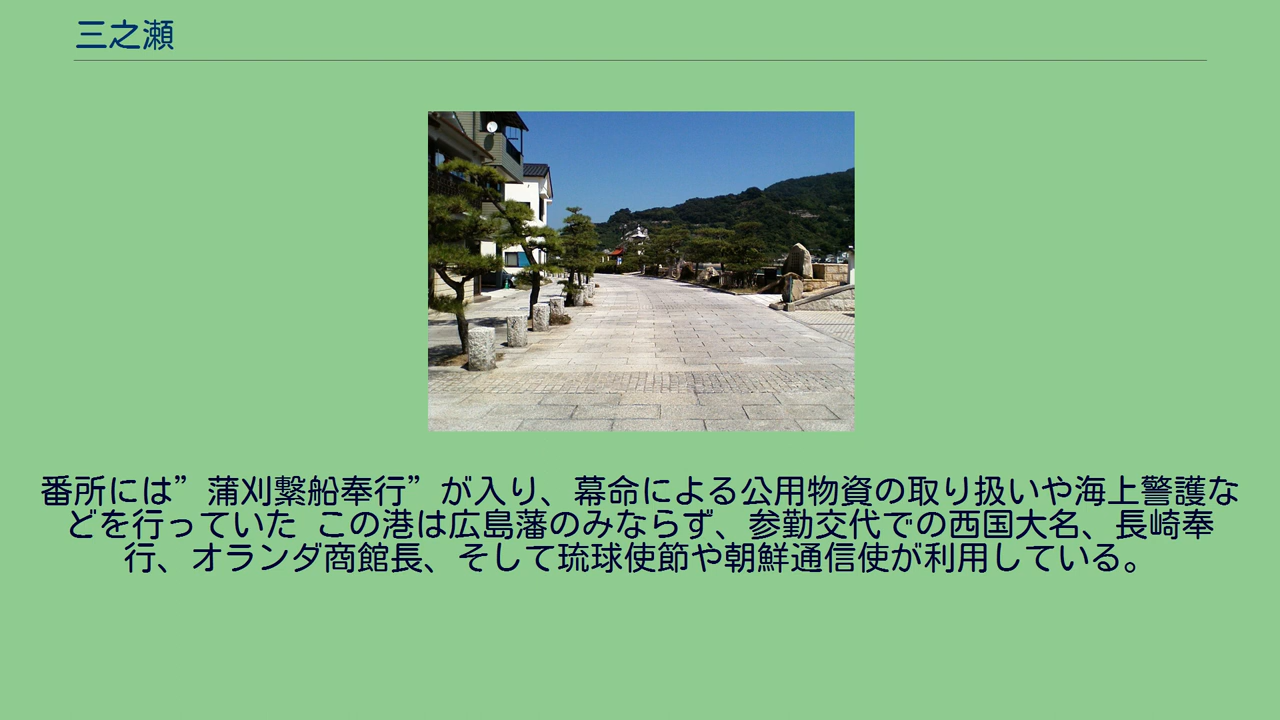 三之瀬
番所には”蒲刈繋船奉行”が入り、幕命による公用物資の取り扱いや海上警護な
どを行っていた この港は広島藩のみならず、参勤交代での西国大名、長崎奉
行、オランダ商館長、そして琉球使節や朝鮮通信使が利用している。